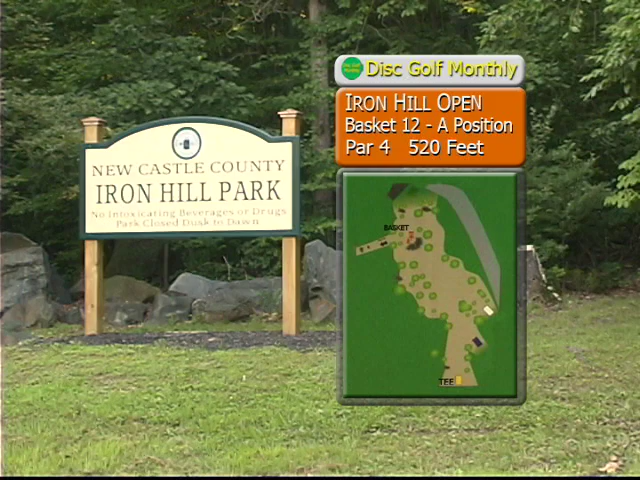 NEW CASTLE COUNTY
IRON HILL PARK
No Intoxicating Beverages or Drugs
Park Closed Dusk to Dawn
Disc Golf Monthly
IRON HILL OPEN
Basket 12 - A Position
Par 4 520 Feet
BASKET
TEE